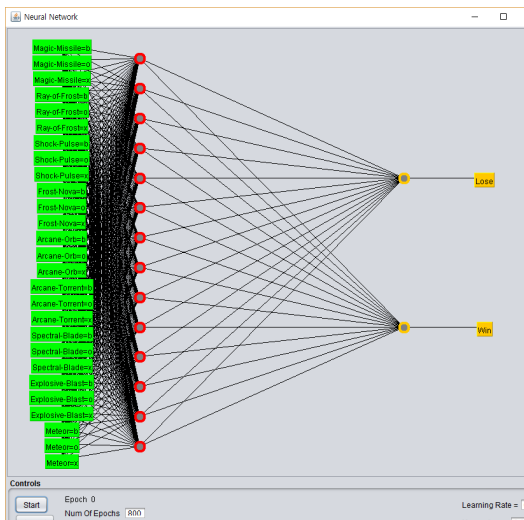 Neural Network
Magic-Missile=b
Magic-Missile=o
Magic-Missile=x
Ray-of-Frost=b
Ray-of-Frost=o
Ray-of-Frost=x
Shock-Pulse=b
Shock-Pulse=o
Shock-Pulse=x
Frost-Nova=b
Frost-Nova=o
Frost-Nova=x
Arcane-Orb=b
Arcane-Orb=o
Arcane-Orb=x
Arcane-Torrent=b
Arcane-Torrent=o
Arcane-Torrent=x
Spectral-Blade=b
Spectral-Blade=o
Spectral-Blade=x
Explosive-Blast=b
Explosive-Blast=o
Explosive-Blast=x
Meteor=b
Meteor=o
Meteor=x
Lose
Win
Controls
Start
Epoch 0
Num Of Epochs 800
Learning Rate =